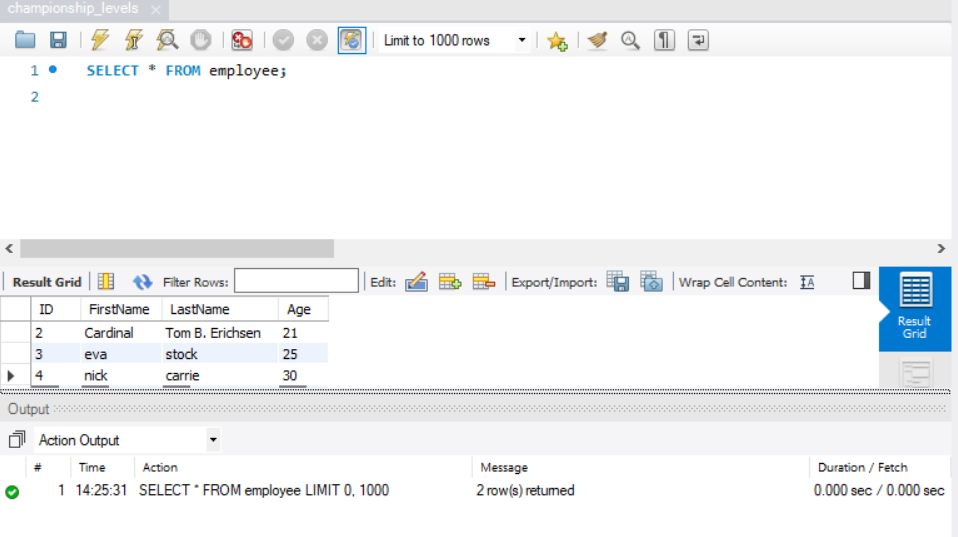 championship_levels ×
Limit to 1000 rows
1 SELECT * FROM employee;
2
Result Grid Filter Rows: Edit: Export/Import: Wrap Cell Content: IA
Result
Grid
ID FirstName LastName Age
2 Cardinal Tom B. Erichsen 21
3 eva stock 25
4 nick carrie 30
Output
Action Output
# Time Action Message Duration / Fetch
1 14:25:31 SELECT * FROM employee LIMIT 0, 1000 2 row(s) returned 0.000 sec / 0.000 sec